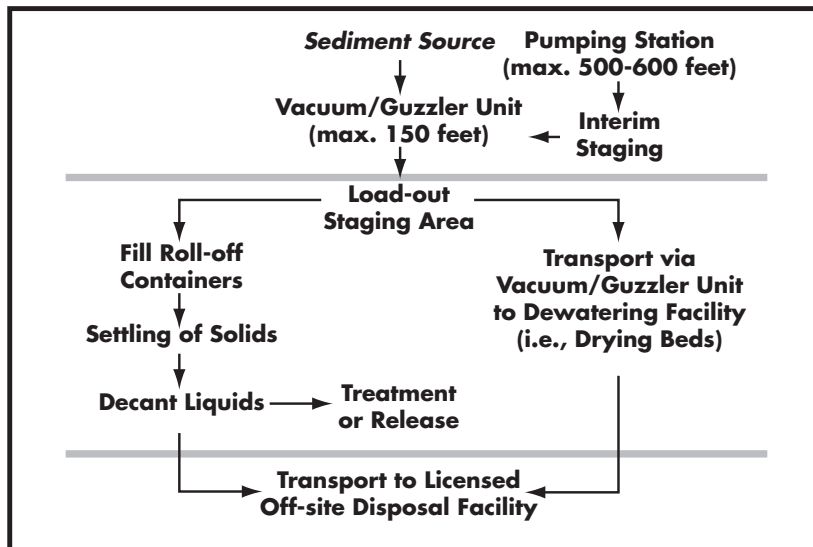 Sediment Source
Pumping Station
(max. 500-600 feet)
Vacuum/Guzzler Unit
(max. 150 feet)
Interim
Staging
Load-out
Staging Area
Fill Roll-off
Containers
Settling of Solids
Decant Liquids
Treatment
or Release
Transport via
Vacuum/Guzzler Unit
to Dewatering Facility
(i.e., Drying Beds)
Transport to Licensed
Off-site Disposal Facility